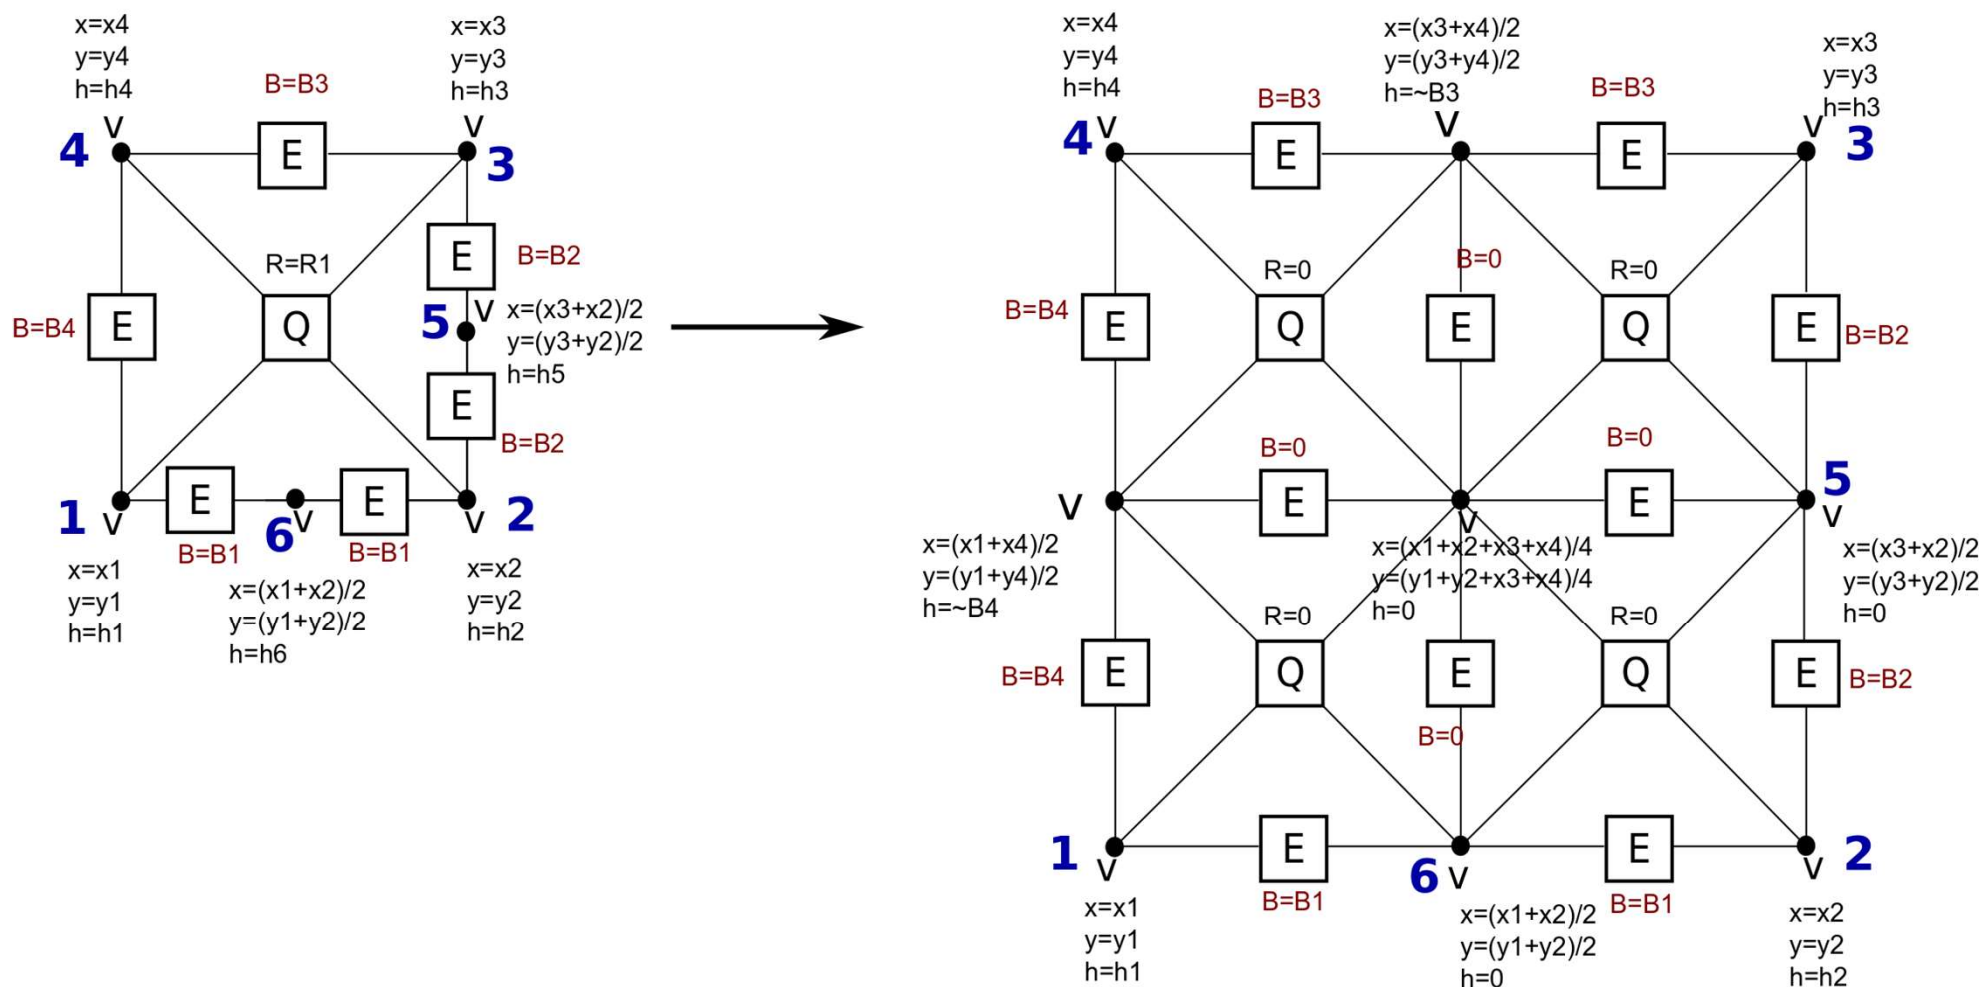 x=x4
y=y4
h=h4
V
4
B=B3
E
x=x3
y=y3
h=h3
V
3
R=R1
E
B=B2
B=B4
E
Q
5
V
x=(x3+x2)/2
y=(y3+y2)/2
h=h5
E
B=B2
1
V
E
B=B1
6
V
E
B=B1
V
2
x=x1
y=y1
h=h1
x=(x1+x2)/2
y=(y1+y2)/2
h=h6
x=x2
y=y2
h=h2
x=x4
y=y4
h=h4
4
V
B=B3
E
x=(x3+x4)/2
y=(y3+y4)/2
h=~B3
V
B=B3
E
x=x3
y=y3
h=h3
V
3
B=B4
E
R=0
Q
B=0
E
R=0
Q
E
B=B2
V
x=(x1+x4)/2
y=(y1+y4)/2
h=~B4
B=0
E
V
x=(x1+x2+x3+x4)/4
y=(y1+y2+x3+x4)/4
h=0
B=0
E
5
V
x=(x3+x2)/2
y=(y3+y2)/2
h=0
B=B4
E
R=0
Q
E
B=0
R=0
Q
E
B=B2
1
V
x=x1
y=y1
h=h1
E
B=B1
6
V
x=(x1+x2)/2
y=(y1+y2)/2
h=0
E
B=B1
V
2
x=x2
y=y2
h=h2